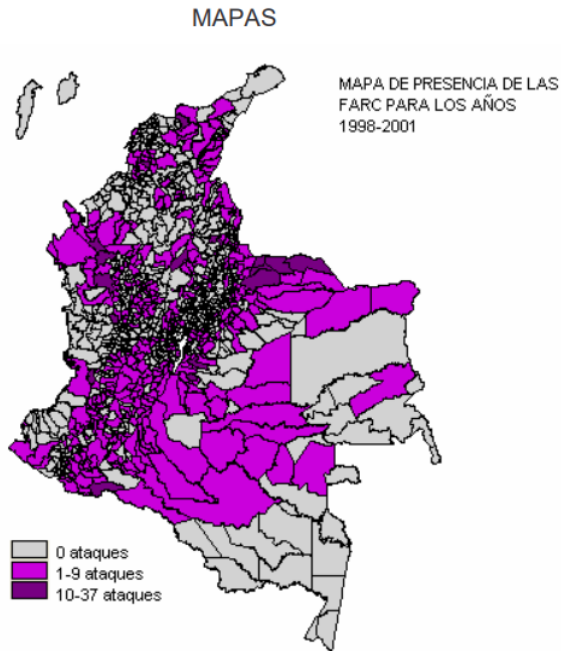 MAPAS
MAPA DE PRESENCIA DE LAS
FARC PARA LOS AÑOS
1998-2001
0 ataques
1-9 ataques
10-37 ataques